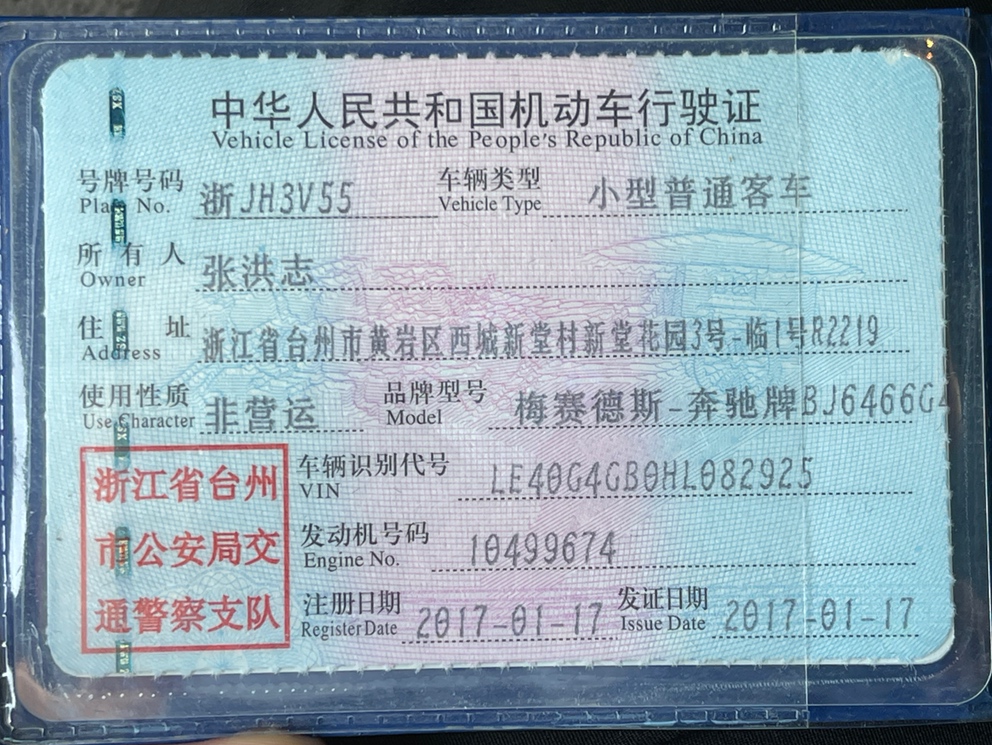 中华人民共和国机动车行驶证
Vehicle License of the People's Republic of China
号牌号码 浙JH3V55 车辆类型 小型普通客车
Plate No. Vehicle Type
所有人 张洪志
Owner
住址 浙江省台州市黄岩区西城新堂村新堂花园3号-临1号R2219
Address
使用性质 非营运 品牌型号 梅赛德斯-奔驰牌BJ6466G4
Use Character Model
浙江省台州
市公安局交
通警察支队
车辆识别代号 LE40G4GB0HL082925
VIN
发动机号码 10499674
Engine No.
注册日期 2017-01-17 发证日期 2017-01-17
Register Date Issue Date